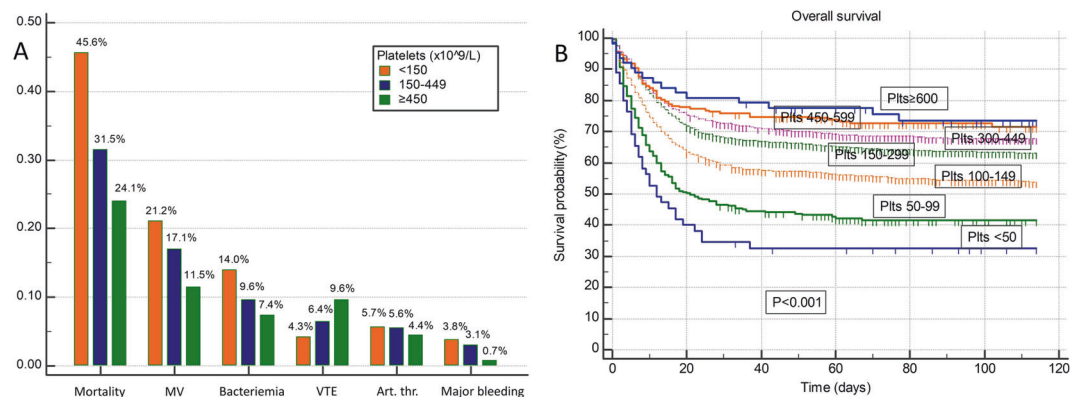 A
0.50
0.40
0.30
0.20
0.10
0.00
Platelets (x10^9/L)
<150
150-449
≥450
45.6%
31.5%
24.1%
21.2%
17.1%
11.5%
14.0%
9.6%
7.4%
4.3%
6.4%
9.6%
5.7%
5.6%
4.4%
3.8%
3.1%
0.7%
Mortality
MV
Bacteriemia
VTE
Art. thr.
Major bleeding
B
Overall survival
Survival probability (%)
100
90
80
70
60
50
40
30
20
10
0
Plts≥600
Plts 450-599
Plts 300-449
Plts 150-299
Plts 100-149
Plts 50-99
Plts <50
P<0.001
0
20
40
60
80
100
120
Time (days)